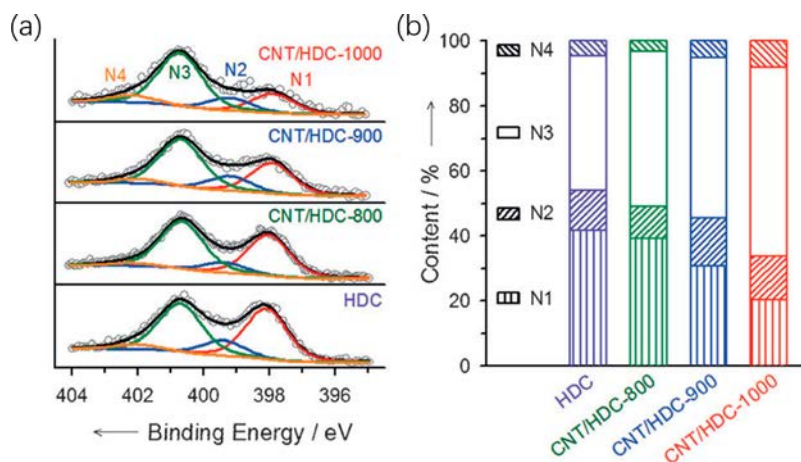 (a)
N4
N3
N2
N1
CNT/HDC-1000
CNT/HDC-900
CNT/HDC-800
HDC
404
402
400
398
396
← Binding Energy / eV
(b)
Content / % →
100
80
60
40
20
0
N4
N3
N2
N1
HDC
CNT/HDC-800
CNT/HDC-900
CNT/HDC-1000